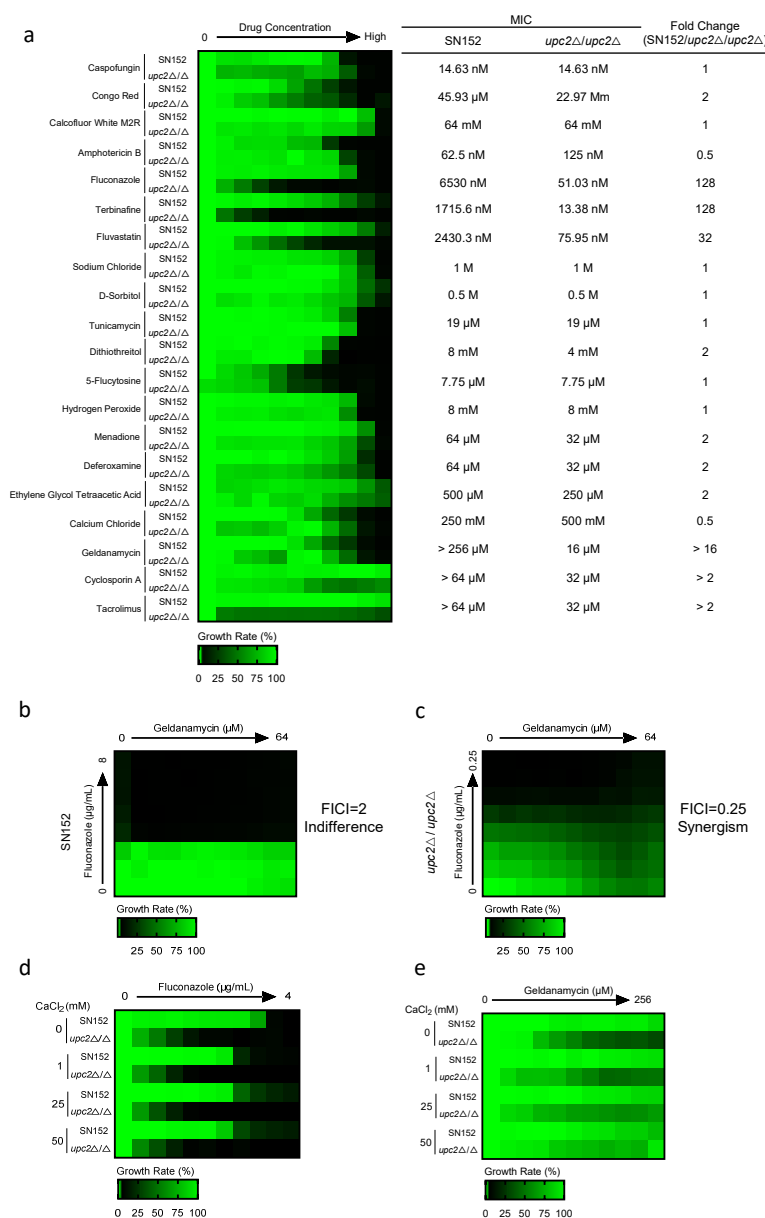 a
0 Drug Concentration High
MIC
Fold Change
SN152 upc2△/upc2△ (SN152/upc2△/upc2△)
Caspofungin SN152 upc2△/△ 14.63 nM 14.63 nM 1
Congo Red SN152 upc2△/△ 45.93 µM 22.97 Mm 2
Calcofluor White M2R SN152 upc2△/△ 64 mM 64 mM 1
Amphotericin B SN152 upc2△/△ 62.5 nM 125 nM 0.5
Fluconazole SN152 upc2△/△ 6530 nM 51.03 nM 128
Terbinafine SN152 upc2△/△ 1715.6 nM 13.38 nM 128
Fluvastatin SN152 upc2△/△ 2430.3 nM 75.95 nM 32
Sodium Chloride SN152 upc2△/△ 1 M 1 M 1
D-Sorbitol SN152 upc2△/△ 0.5 M 0.5 M 1
Tunicamycin SN152 upc2△/△ 19 µM 19 µM 1
Dithiothreitol SN152 upc2△/△ 8 mM 4 mM 2
5-Flucytosine SN152 upc2△/△ 7.75 µM 7.75 µM 1
Hydrogen Peroxide SN152 upc2△/△ 8 mM 8 mM 1
Menadione SN152 upc2△/△ 64 µM 32 µM 2
Deferoxamine SN152 upc2△/△ 64 µM 32 µM 2
Ethylene Glycol Tetraacetic Acid SN152 upc2△/△ 500 µM 250 µM 2
Calcium Chloride SN152 upc2△/△ 250 mM 500 mM 0.5
Geldanamycin SN152 upc2△/△ > 256 µM 16 µM > 16
Cyclosporin A SN152 upc2△/△ > 64 µM 32 µM > 2
Tacrolimus SN152 upc2△/△ > 64 µM 32 µM > 2
Growth Rate (%)
0 25 50 75 100
b
Geldanamycin (µM)
0 64
SN152
Fluconazole (µg/mL)
0 8
FICI=2
Indifference
Growth Rate (%)
25 50 75 100
c
Geldanamycin (µM)
0 64
upc2△/upc2△
Fluconazole (µg/mL)
0 0.25
FICI=0.25
Synergism
Growth Rate (%)
25 50 75 100
d
Fluconazole (µg/mL)
CaCl2 (mM) 0 4
0 SN152
upc2△/△
1 SN152
upc2△/△
25 SN152
upc2△/△
50 SN152
upc2△/△
Growth Rate (%)
0 25 50 75 100
e
Geldanamycin (µM)
CaCl2 (mM) 0 256
0 SN152
upc2△/△
1 SN152
upc2△/△
25 SN152
upc2△/△
50 SN152
upc2△/△
Growth Rate (%)
0 25 50 75 100